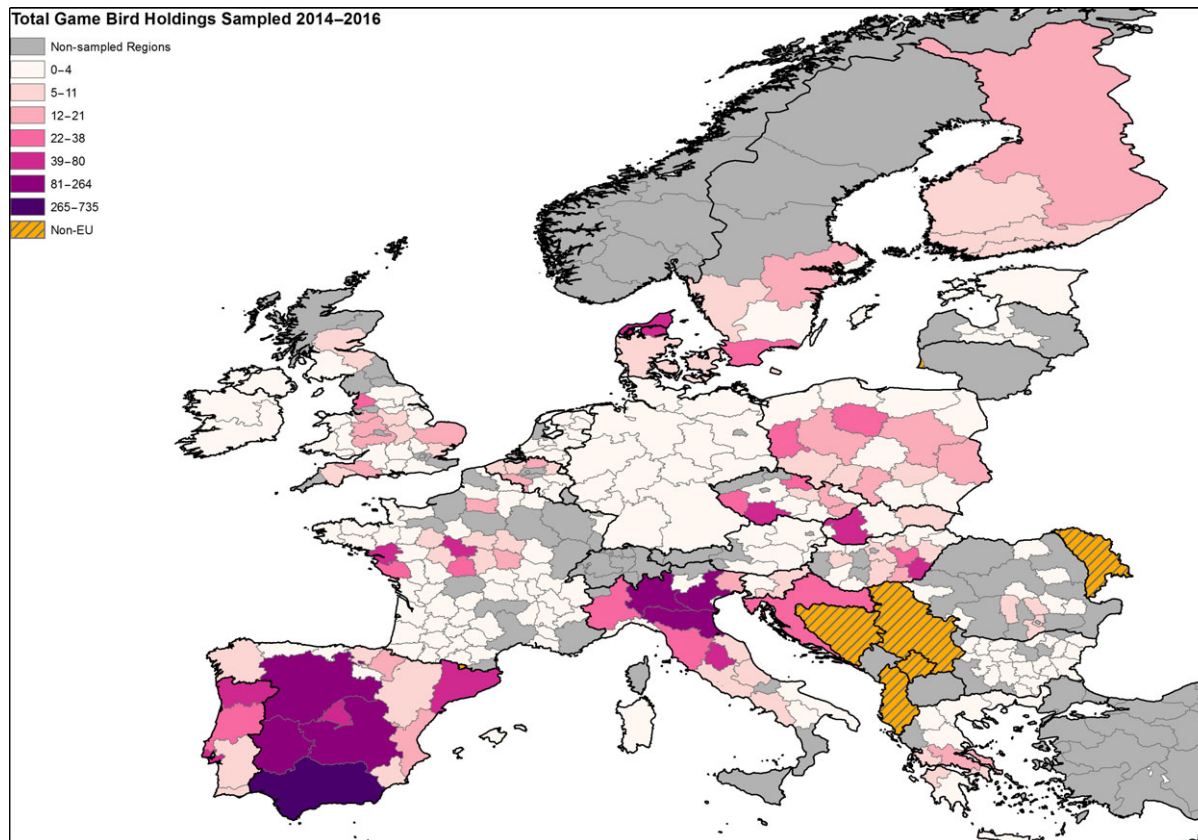 Total Game Bird Holdings Sampled 2014–2016
Non-sampled Regions
0–4
5–11
12–21
22–38
39–80
81–264
265–735
Non-EU